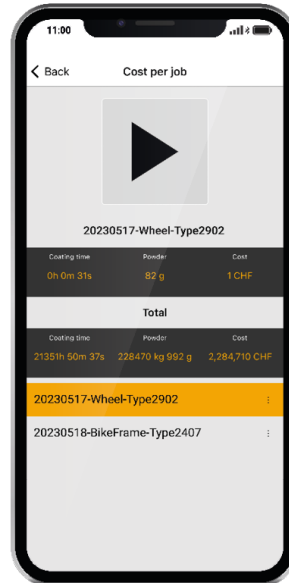 11:00
Back Cost per job
20230517-Wheel-Type2902
Coating time Powder Cost
0h 0m 31s 82 g 1 CHF
Total
Coating time Powder Cost
21351h 50m 37s 228470 kg 992 g 2,284,710 CHF
20230517-Wheel-Type2902
20230518-BikeFrame-Type2407